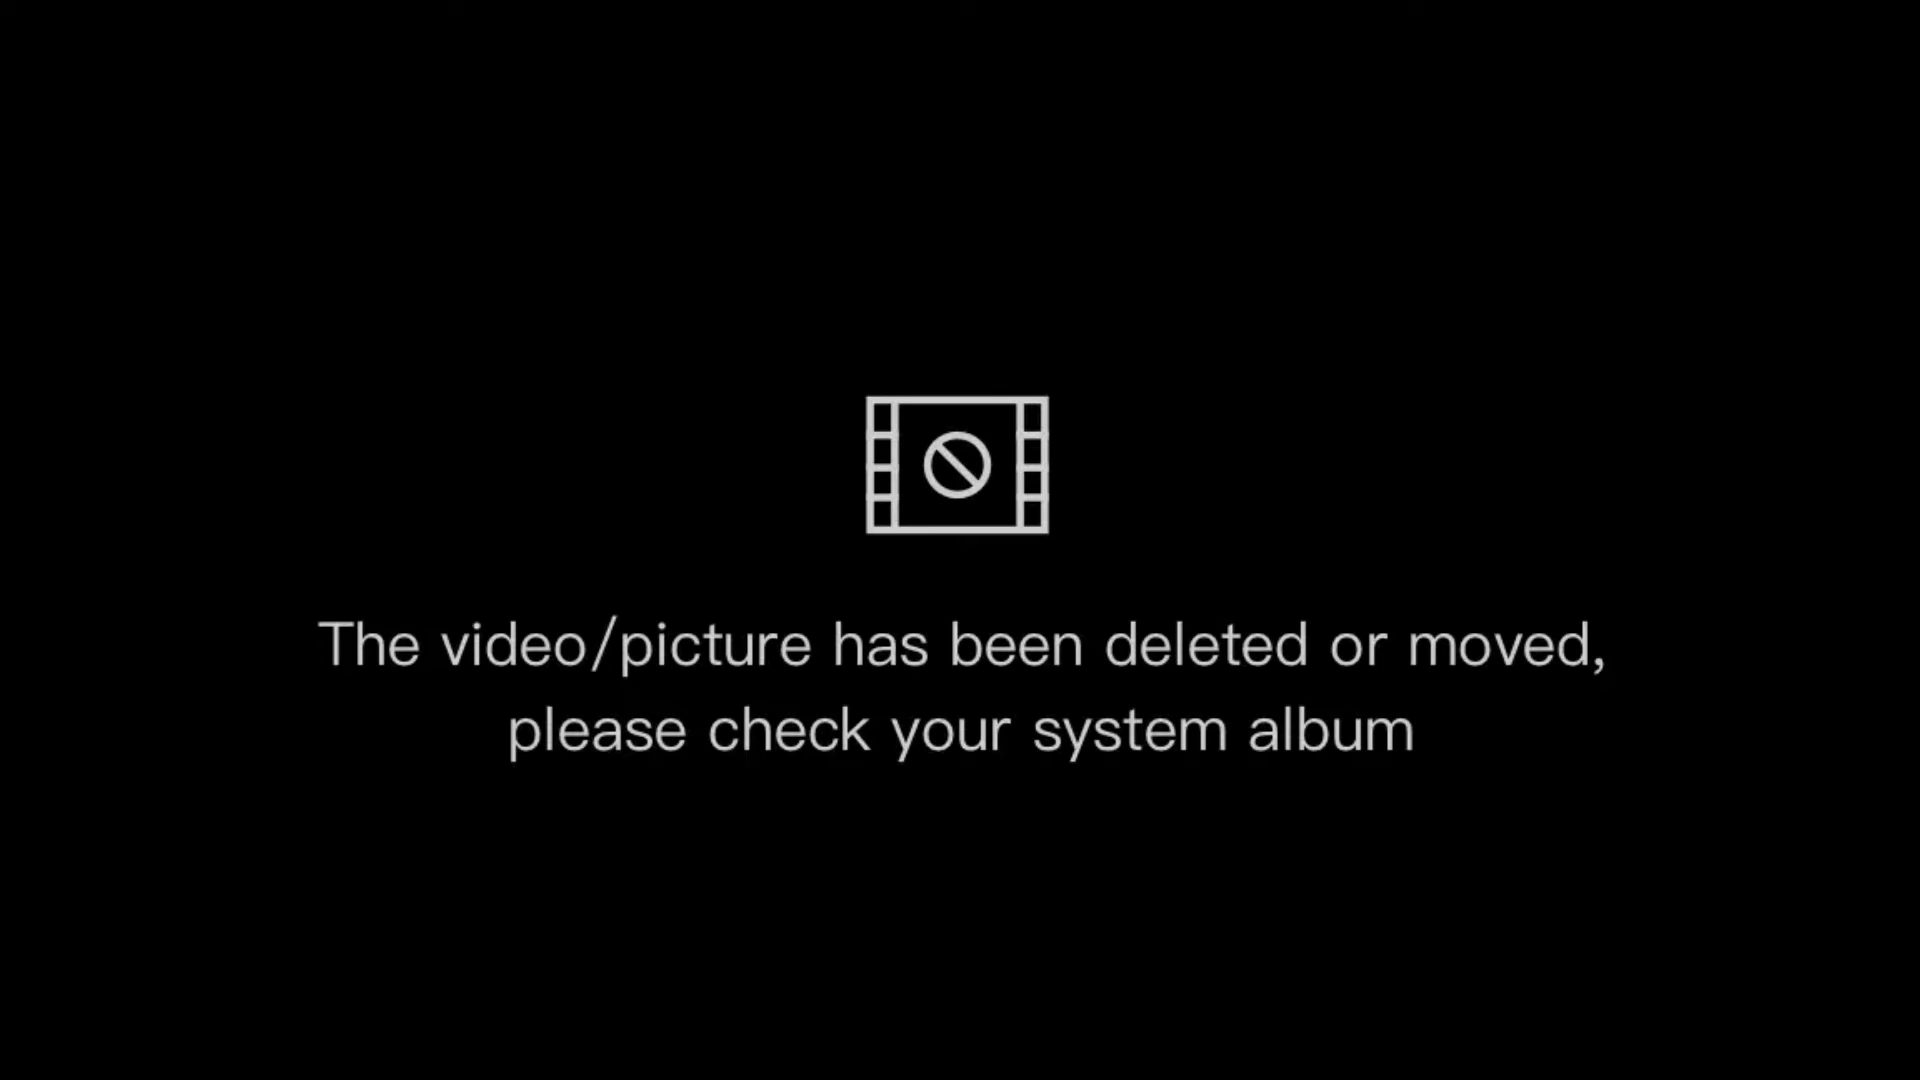 The video/picture has been deleted or moved,
please check your system album